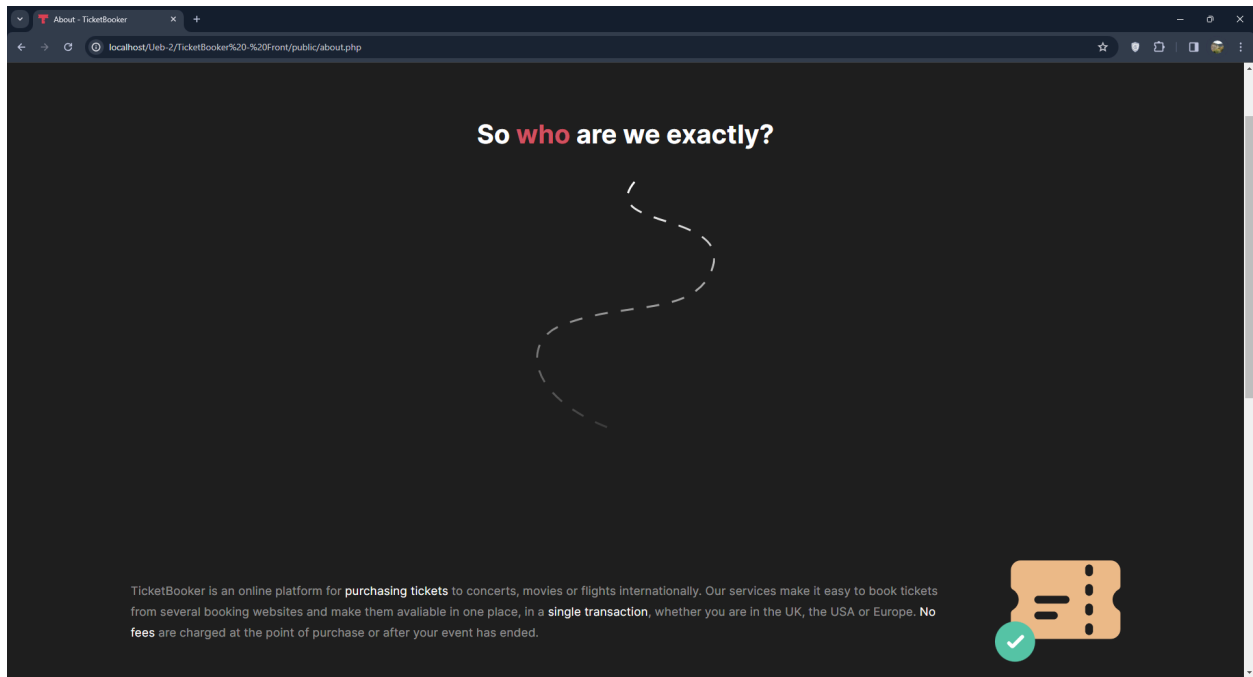 About - TicketBooker
localhost/Ueb-2/TicketBooker%20-%20Front/public/about.php
So who are we exactly?
TicketBooker is an online platform for purchasing tickets to concerts, movies or flights internationally. Our services make it easy to book tickets
from several booking websites and make them avaliable in one place, in a single transaction, whether you are in the UK, the USA or Europe. No
fees are charged at the point of purchase or after your event has ended.